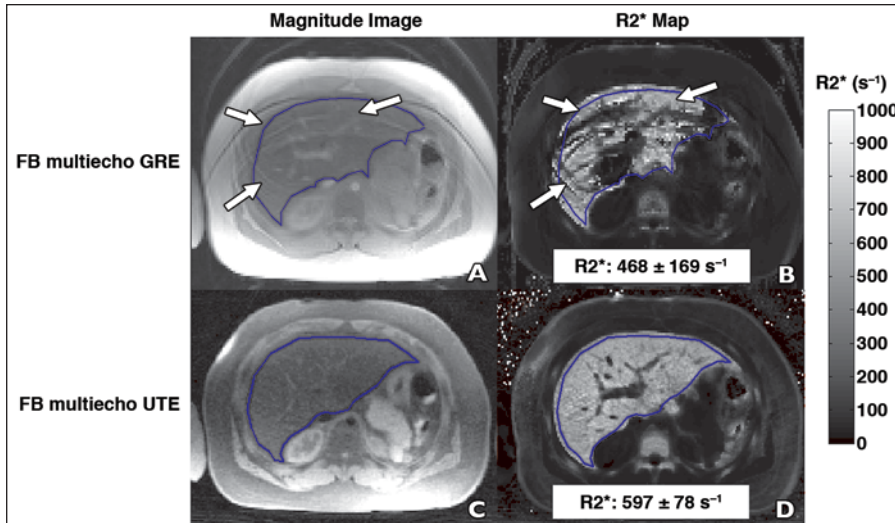 Magnitude Image R2* Map
R2* (s⁻¹)
FB multiecho GRE
A
B
R2*: 468 ± 169 s⁻¹
FB multiecho UTE
C
D
R2*: 597 ± 78 s⁻¹
1000
900
800
700
600
500
400
300
200
100
0